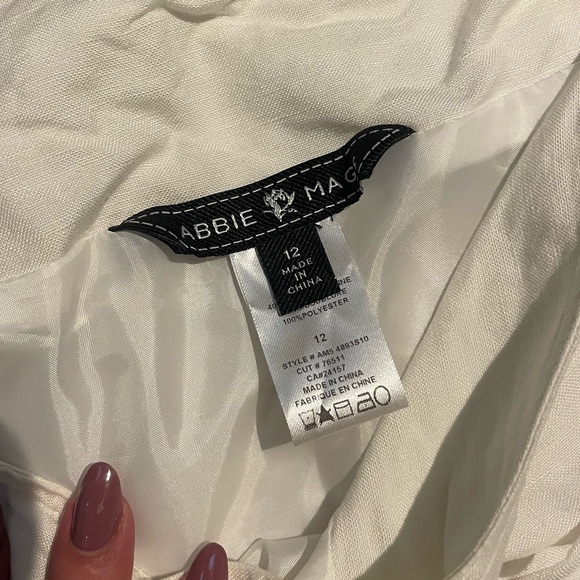 ABBIE MAG
12
MADE
IN
CHINA
100%POLYESTER
12
STYLE # AM5 4893S10
CUT # 76511
CA#24157
MADE IN CHINA
FABRIQUE EN CHINE